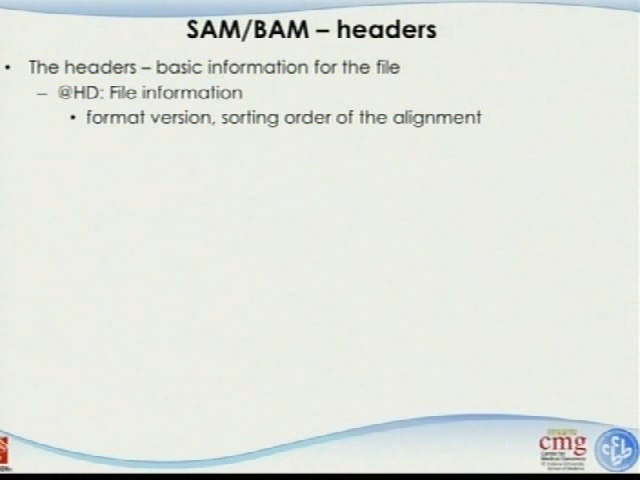 SAM/BAM – headers
• The headers – basic information for the file
– @HD: File information
• format version, sorting order of the alignment
cmg